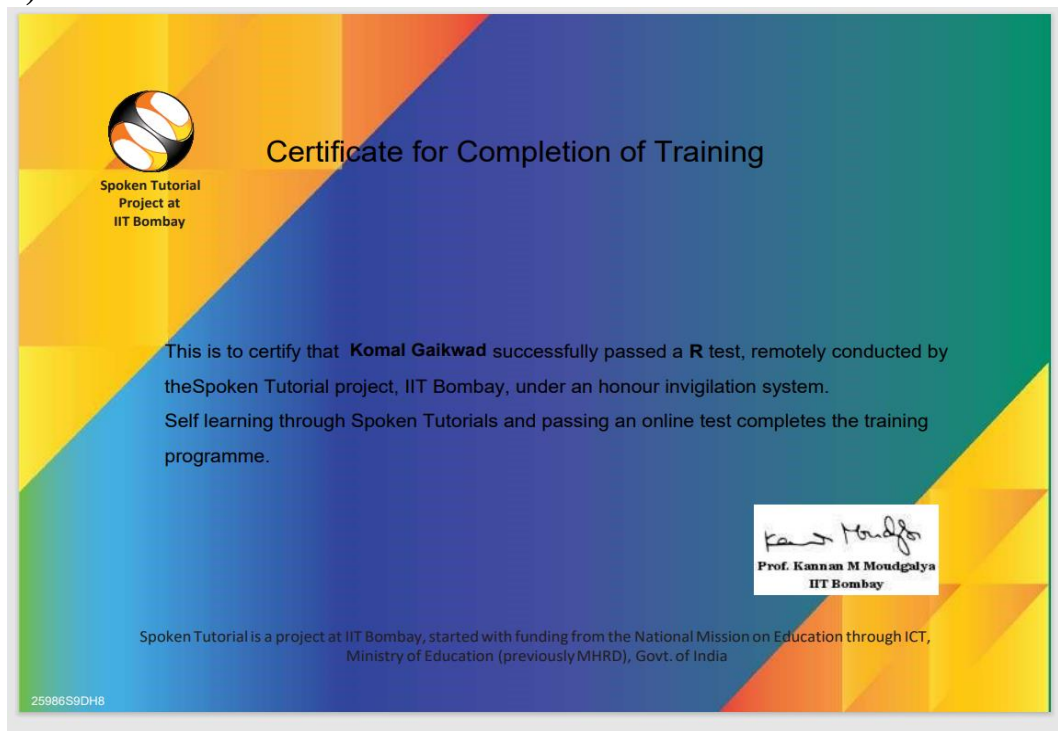 Spoken Tutorial
Project at
IIT Bombay
Certificate for Completion of Training
This is to certify that Komal Gaikwad successfully passed a R test, remotely conducted by
theSpoken Tutorial project, IIT Bombay, under an honour invigilation system.
Self learning through Spoken Tutorials and passing an online test completes the training
programme.
Prof. Kannan M Moudgalya
IIT Bombay
Spoken Tutorial is a project at IIT Bombay, started with funding from the National Mission on Education through ICT,
Ministry of Education (previously MHRD), Govt. of India
25986S9DH8